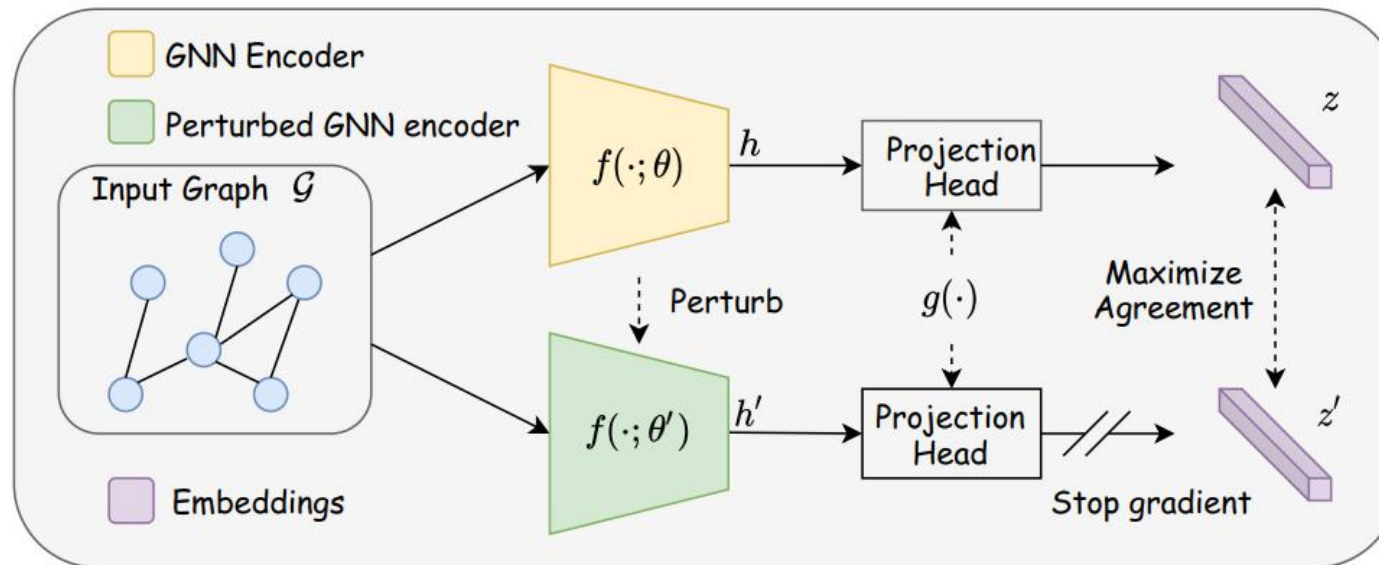 GNN Encoder
Perturbed GNN encoder
Input Graph 𝒢
f(·; θ)
h
Projection
Head
z
Perturb
g(·)
Maximize
Agreement
f(·; θ′)
h′
Projection
Head
z′
Stop gradient
Embeddings